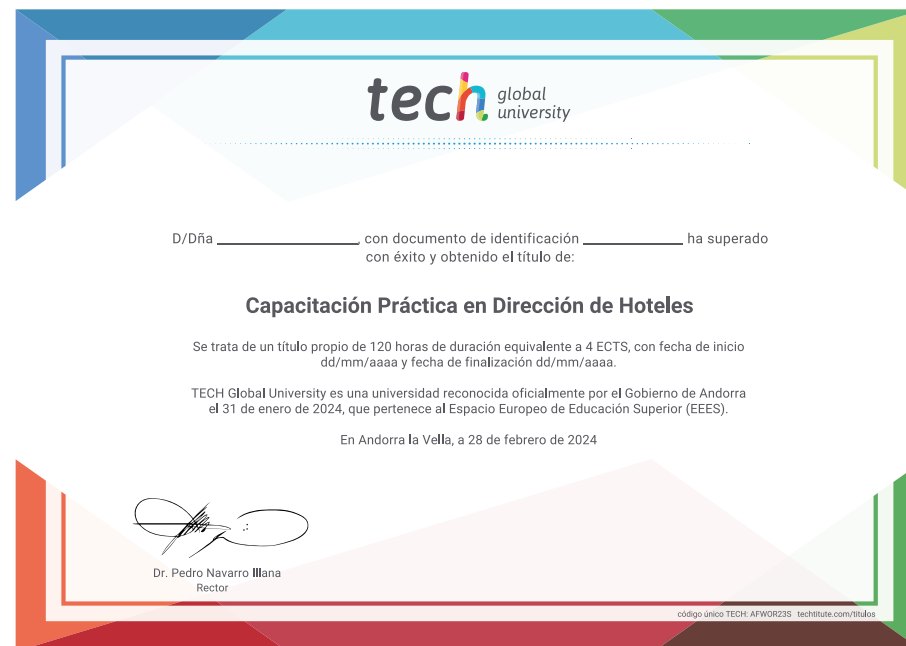 tech global university
D/Dña ____________, con documento de identificación ____________ ha superado
con éxito y obtenido el título de:
Capacitación Práctica en Dirección de Hoteles
Se trata de un título propio de 120 horas de duración equivalente a 4 ECTS, con fecha de inicio
dd/mm/aaaa y fecha de finalización dd/mm/aaaa.
TECH Global University es una universidad reconocida oficialmente por el Gobierno de Andorra
el 31 de enero de 2024, que pertenece al Espacio Europeo de Educación Superior (EEES).
En Andorra la Vella, a 28 de febrero de 2024
Dr. Pedro Navarro Illana
Rector
código único TECH: AFWOR23S techtitute.com/titulos